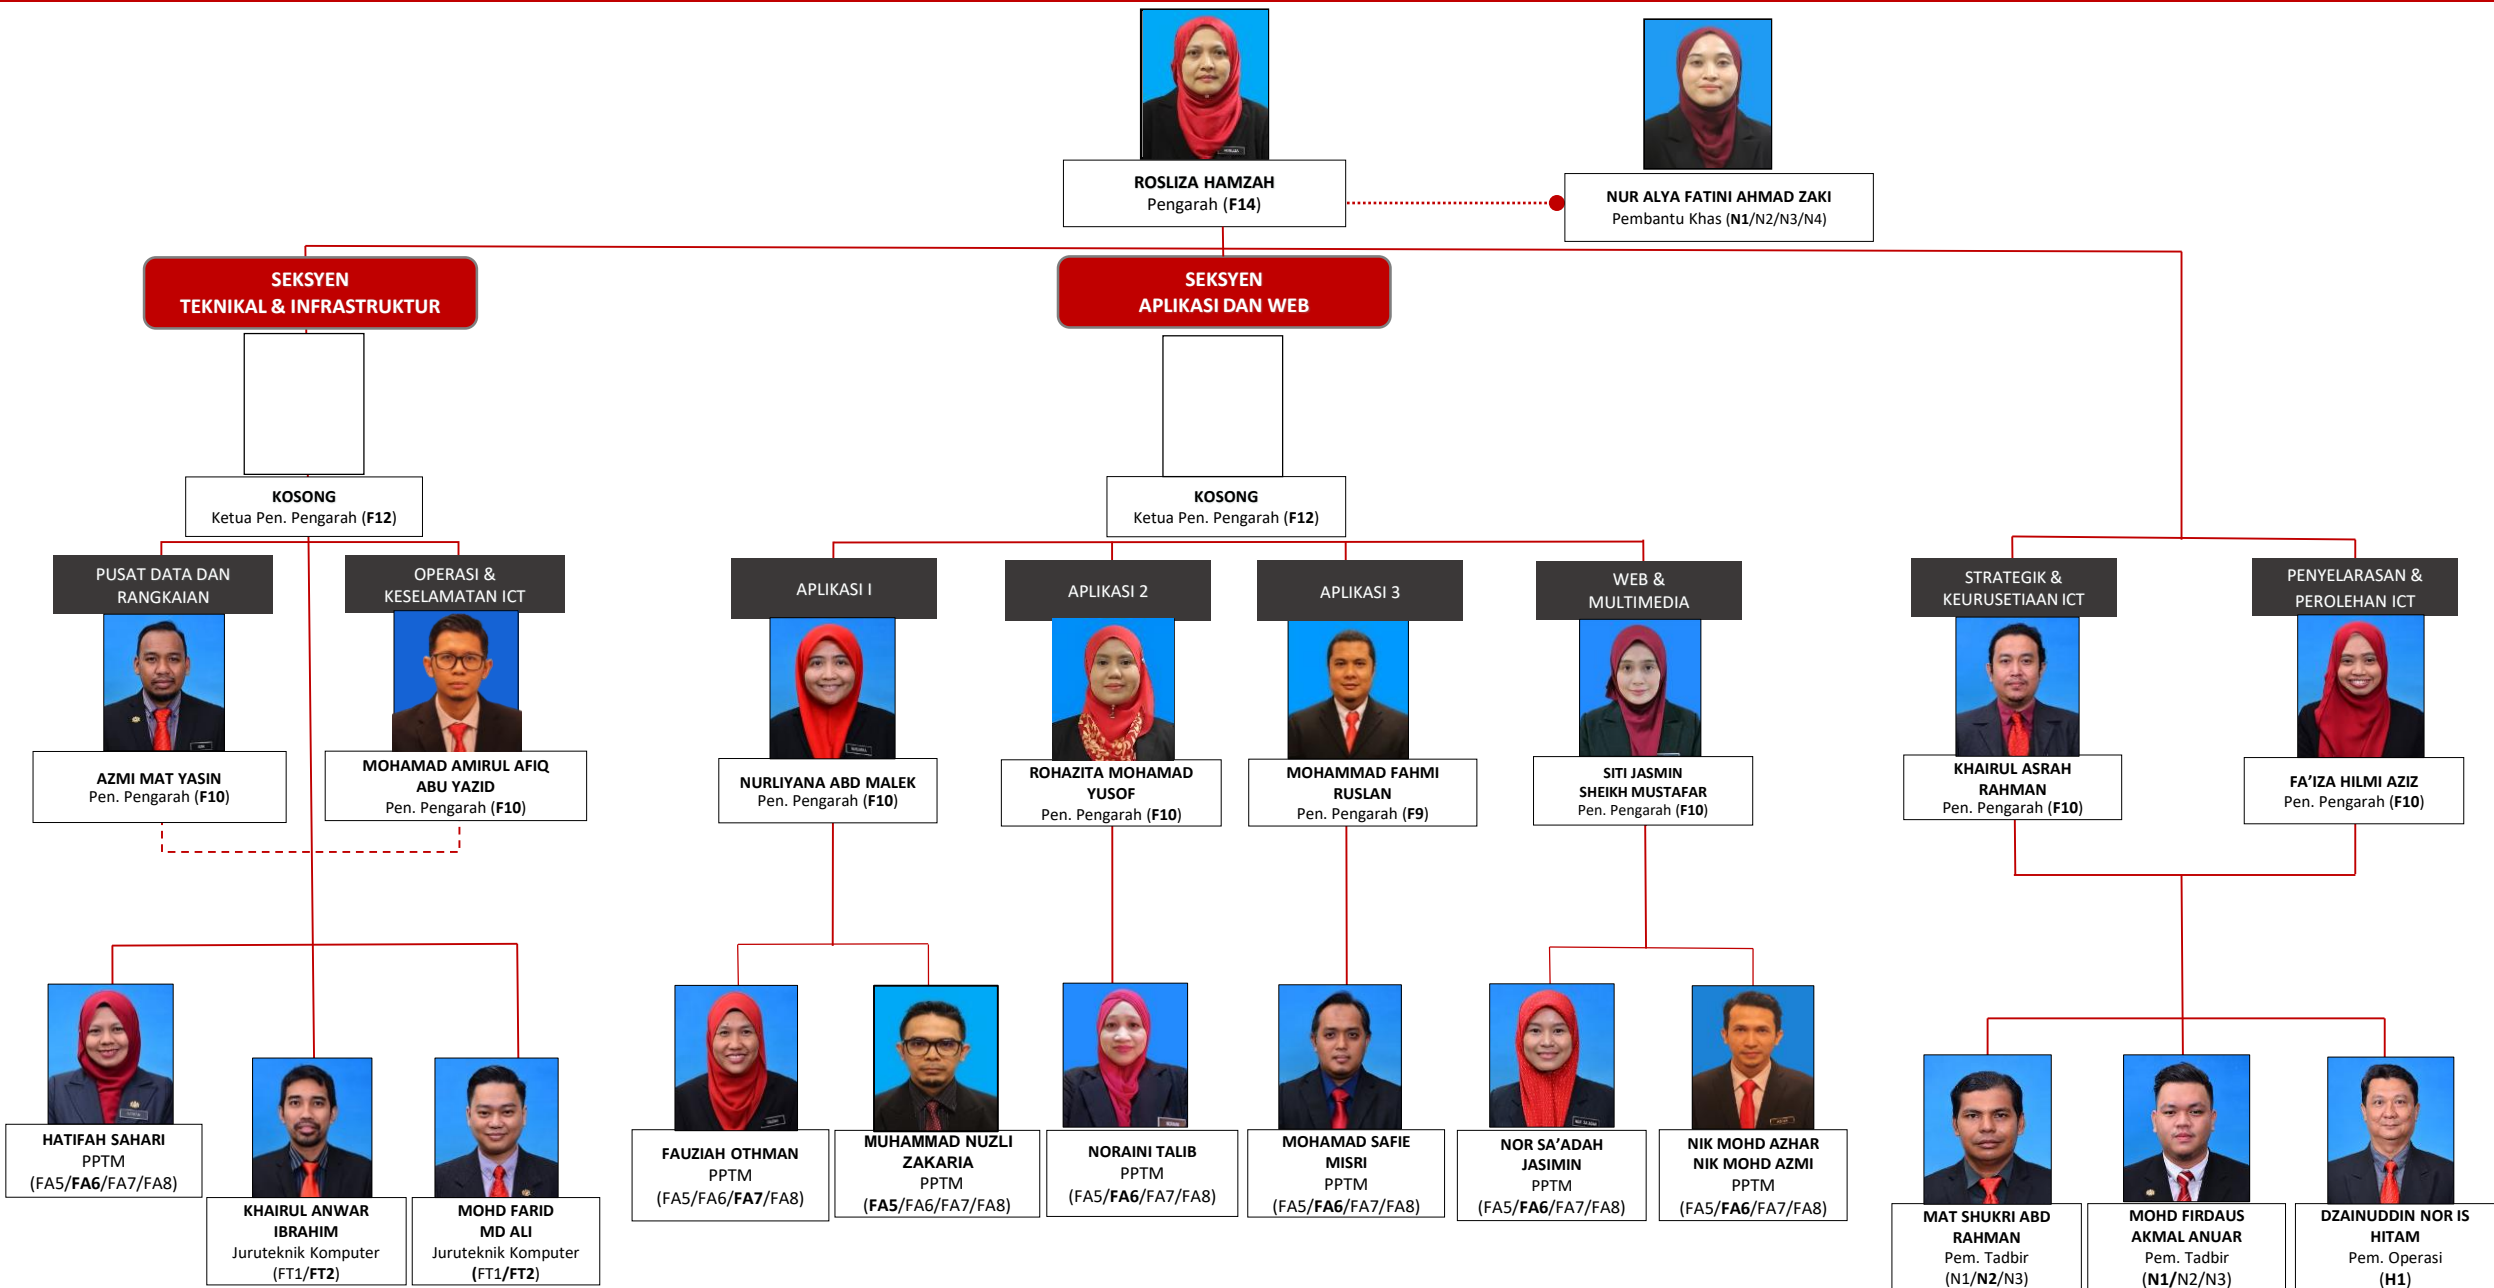 ROSLIZA HAMZAH
Pengarah (F14)
NUR ALYA FATINI AHMAD ZAKI
Pembantu Khas (N1/N2/N3/N4)
SEKSYEN
TEKNIKAL & INFRASTRUKTUR
SEKSYEN
APLIKASI DAN WEB
KOSONG
Ketua Pen. Pengarah (F12)
KOSONG
Ketua Pen. Pengarah (F12)
PUSAT DATA DAN
RANGKAIAN
OPERASI &
KESELAMATAN ICT
APLIKASI I
APLIKASI 2
APLIKASI 3
WEB &
MULTIMEDIA
STRATEGIK &
KEURUSETIAAN ICT
PENYELARASAN &
PEROLEHAN ICT
AZMI MAT YASIN
Pen. Pengarah (F10)
MOHAMAD AMIRUL AFIQ
ABU YAZID
Pen. Pengarah (F10)
NURLIYANA ABD MALEK
Pen. Pengarah (F10)
ROHAZITA MOHAMAD
YUSOF
Pen. Pengarah (F10)
MOHAMMAD FAHMI
RUSLAN
Pen. Pengarah (F9)
SITI JASMIN
SHEIKH MUSTAFAR
Pen. Pengarah (F10)
KHAIRUL ASRAH
RAHMAN
Pen. Pengarah (F10)
FA’IZA HILMI AZIZ
Pen. Pengarah (F10)
HATIFAH SAHARI
PPTM
(FA5/FA6/FA7/FA8)
KHAIRUL ANWAR
IBRAHIM
Juruteknik Komputer
(FT1/FT2)
MOHD FARID
MD ALI
Juruteknik Komputer
(FT1/FT2)
FAUZIAH OTHMAN
PPTM
(FA5/FA6/FA7/FA8)
MUHAMMAD NUZLI
ZAKARIA
PPTM
(FA5/FA6/FA7/FA8)
NORAINI TALIB
PPTM
(FA5/FA6/FA7/FA8)
MOHAMAD SAFIE
MISRI
PPTM
(FA5/FA6/FA7/FA8)
NOR SA’ADAH
JASIMIN
PPTM
(FA5/FA6/FA7/FA8)
NIK MOHD AZHAR
NIK MOHD AZMI
PPTM
(FA5/FA6/FA7/FA8)
MAT SHUKRI ABD
RAHMAN
Pem. Tadbir
(N1/N2/N3)
MOHD FIRDAUS
AKMAL ANUAR
Pem. Tadbir
(N1/N2/N3)
DZAINUDDIN NOR IS
HITAM
Pem. Operasi
(H1)